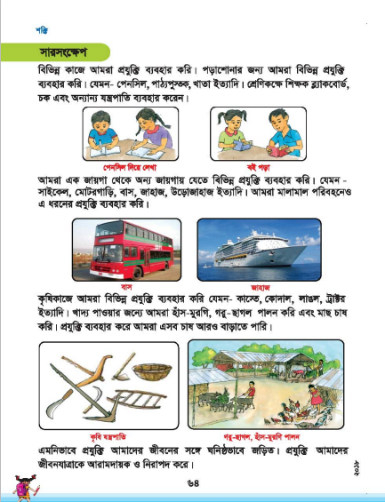 শক্তি
সারসংক্ষেপ
বিভিন্ন কাজে আমরা প্রযুক্তি ব্যবহার করি। পড়াশোনার জন্য আমরা বিভিন্ন প্রযুক্তি
ব্যবহার করি। যেমন- পেনসিল, পাঠ্যপুস্তক, খাতা ইত্যাদি। শ্রেণিকক্ষে শিক্ষক ব্ল্যাকবোর্ড,
চক এবং অন্যান্য যন্ত্রপাতি ব্যবহার করেন।
পেনসিল দিয়ে লেখা
বই পড়া
আমরা এক জায়গা থেকে অন্য জায়গায় যেতে বিভিন্ন প্রযুক্তি ব্যবহার করি। যেমন -
সাইকেল, মোটরগাড়ি, বাস, জাহাজ, উড়োজাহাজ ইত্যাদি। আমরা মালামাল পরিবহনেও
এ ধরনের প্রযুক্তি ব্যবহার করি।
বাস
জাহাজ
কৃষিকাজে আমরা বিভিন্ন প্রযুক্তি ব্যবহার করি যেমন- কাস্তে, কোদাল, লাঙল, ট্রাক্টর
ইত্যাদি। খাদ্য পাওয়ার জন্যে আমরা হাঁস-মুরগি, গরু-ছাগল পালন করি এবং মাছ চাষ
করি। প্রযুক্তি ব্যবহার করে আমরা এসব চাষ আরও বাড়াতে পারি।
কৃষি যন্ত্রপাতি
গরু-ছাগল, হাঁস-মুরগি পালন
এমনিভাবে প্রযুক্তি আমাদের জীবনের সঙ্গে ঘনিষ্ঠভাবে জড়িত। প্রযুক্তি আমাদের
জীবনযাত্রাকে আরামদায়ক ও নিরাপদ করে।
২০১৮
৬৪